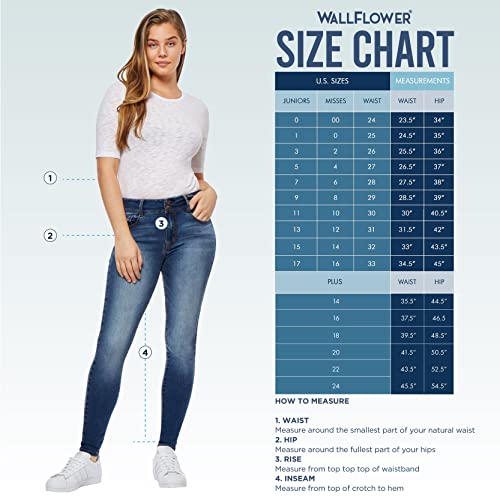 WALLFLOWER®
SIZE CHART
U.S. SIZES MEASUREMENTS
JUNIORS MISSES WAIST WAIST HIP
0 00 24 23.5" 34"
1 0 25 24.5" 35"
3 2 26 25.5" 36"
5 4 27 26.5" 37"
7 6 28 27.5" 38"
9 8 29 28.5" 39"
11 10 30 30" 40.5"
13 12 31 31.5" 42"
15 14 32 33" 43.5"
17 16 33 34.5" 45"
PLUS WAIST HIP
14 35.5" 44.5"
16 37.5" 46.5
18 39.5" 48.5"
20 41.5" 50.5"
22 43.5" 52.5"
24 45.5" 54.5"
1
2
3
4
HOW TO MEASURE
1. WAIST
Measure around the smallest part of your natural waist
2. HIP
Measure around the fullest part of your hips
3. RISE
Measure from top top top of waistband
4. INSEAM
Measure from top of crotch to hem